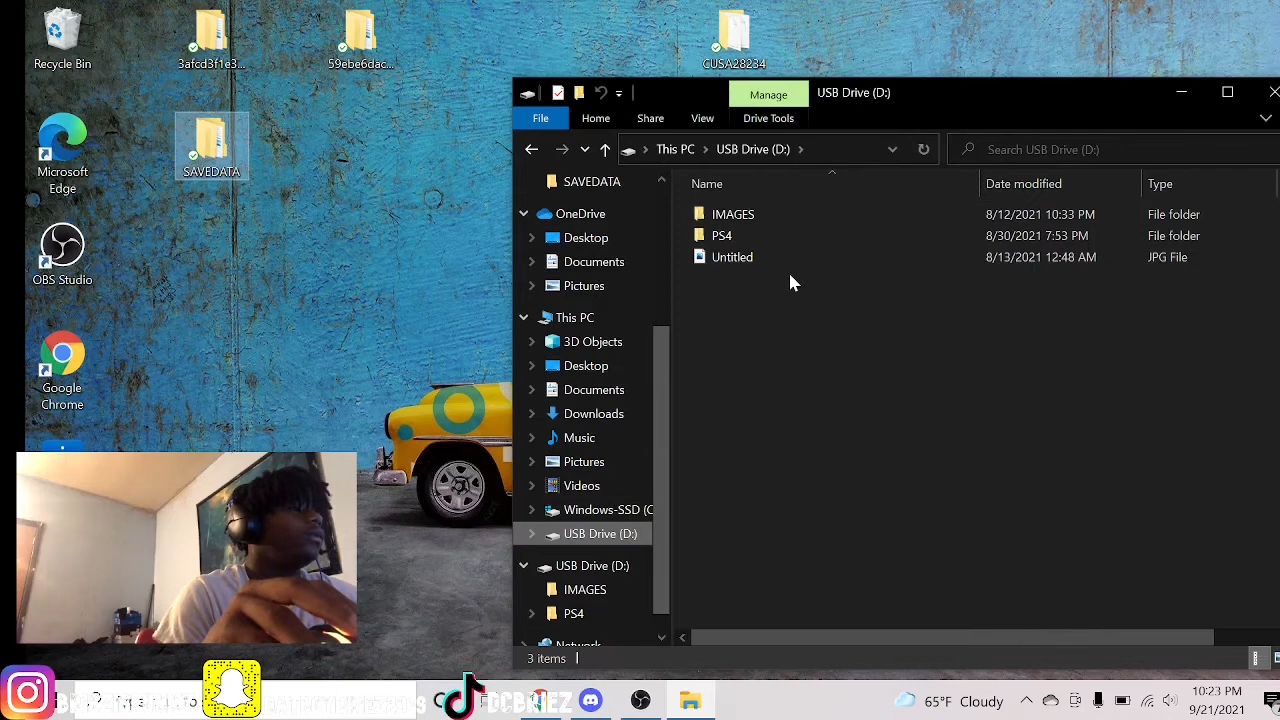 Recycle Bin
3afcd3f1e3...
59ebe6dac...
CUSA28234
SAVEDATA
Microsoft
Edge
OBS Studio
Google
Chrome
Manage
USB Drive (D:)
File
Home
Share
View
Drive Tools
This PC
USB Drive (D:)
Search USB Drive (D:)
Name
Date modified
Type
IMAGES
8/12/2021 10:33 PM
File folder
PS4
8/30/2021 7:53 PM
File folder
Untitled
8/13/2021 12:48 AM
JPG File
SAVEDATA
OneDrive
Desktop
Documents
Pictures
This PC
3D Objects
Desktop
Documents
Downloads
Music
Pictures
Videos
Windows-SSD (C
USB Drive (D:)
USB Drive (D:)
IMAGES
PS4
Network
3 items
DCBNEZ
65°F Cloudy
9/21/2021